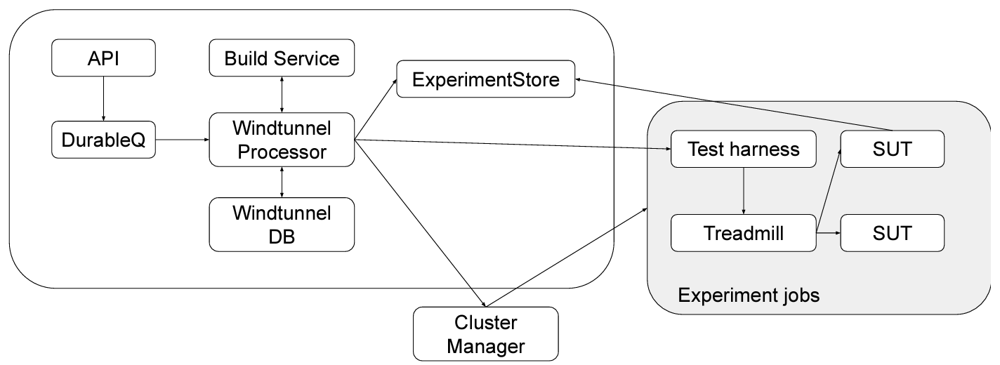 API
DurableQ
Build Service
Windtunnel
Processor
Windtunnel
DB
ExperimentStore
Cluster
Manager
Test harness
Treadmill
SUT
SUT
Experiment jobs